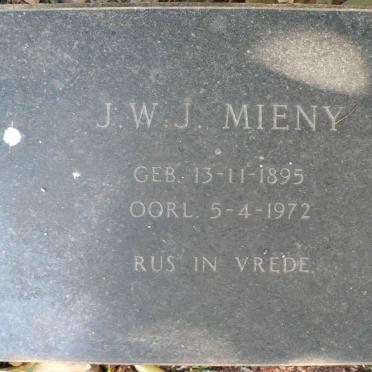 J.W.J. MIENY
GEB. 13-11-1895
OORL. 5-4-1972
RUS IN VREDE